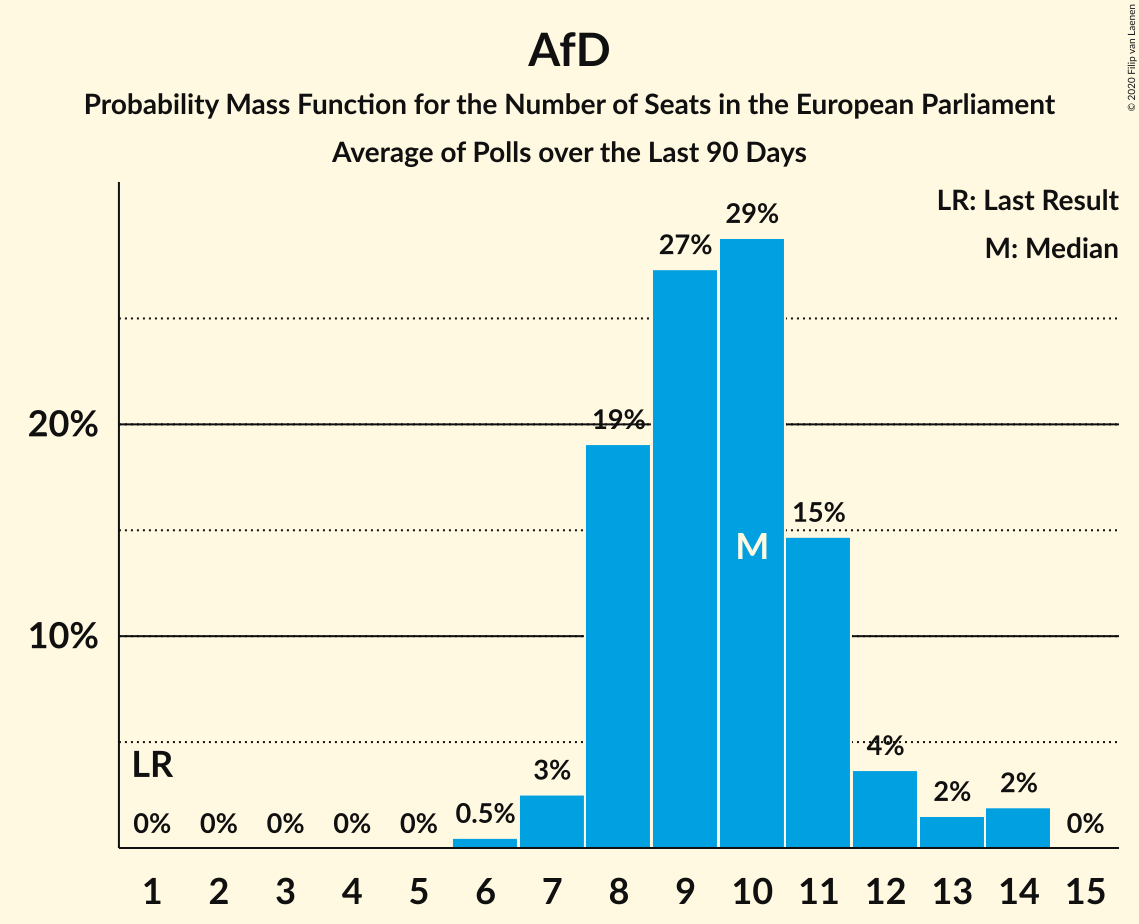 AfD
Probability Mass Function for the Number of Seats in the European Parliament
Average of Polls over the Last 90 Days
© 2020 Filip van Laenen
LR: Last Result
M: Median
29%
27%
20%
19%
15%
M
10%
LR
4%
3%
2%
2%
0.5%
0% 0% 0% 0% 0% 0%
1 2 3 4 5 6 7 8 9 10 11 12 13 14 15